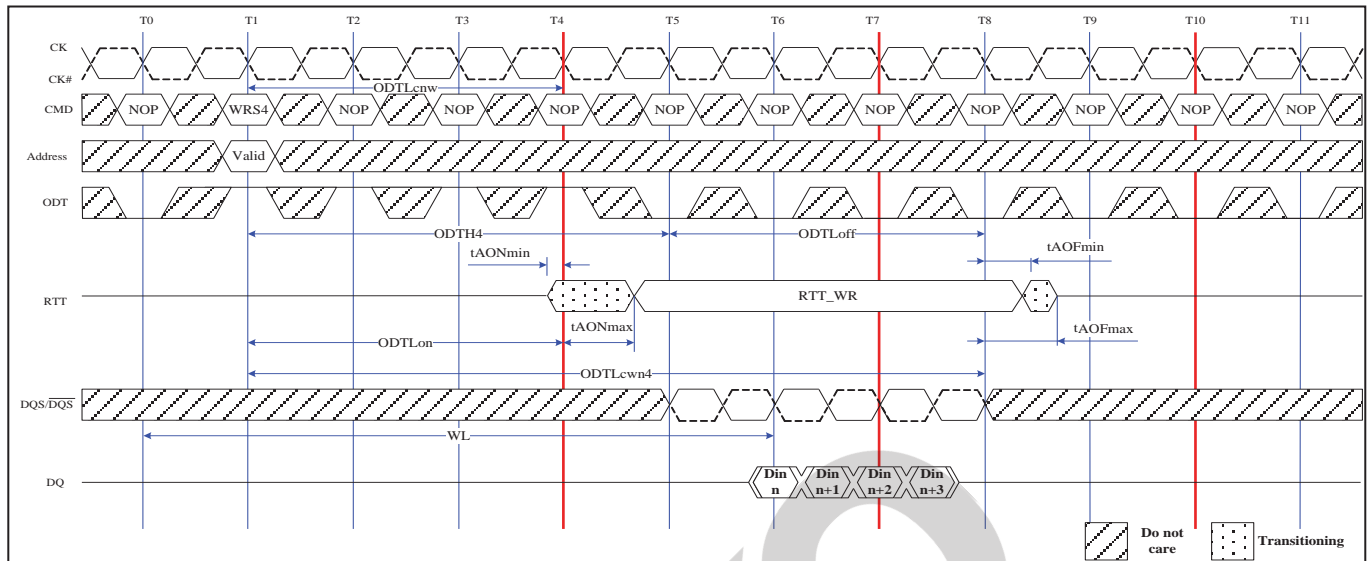 T0 T1 T2 T3 T4 T5 T6 T7 T8 T9 T10 T11
CK
CK#
ODTLcnw
CMD NOP WRS4 NOP NOP NOP NOP NOP NOP NOP NOP NOP NOP
Address Valid
ODT
ODTH4 ODTLoff
tAONmin tAOFmin
RTT RTT_WR
tAONmax tAOFmax
ODTLon
ODTLcwn4
DQS/DQS
WL
DQ Din n Din n+1 Din n+2 Din n+3
Do not care Transitioning